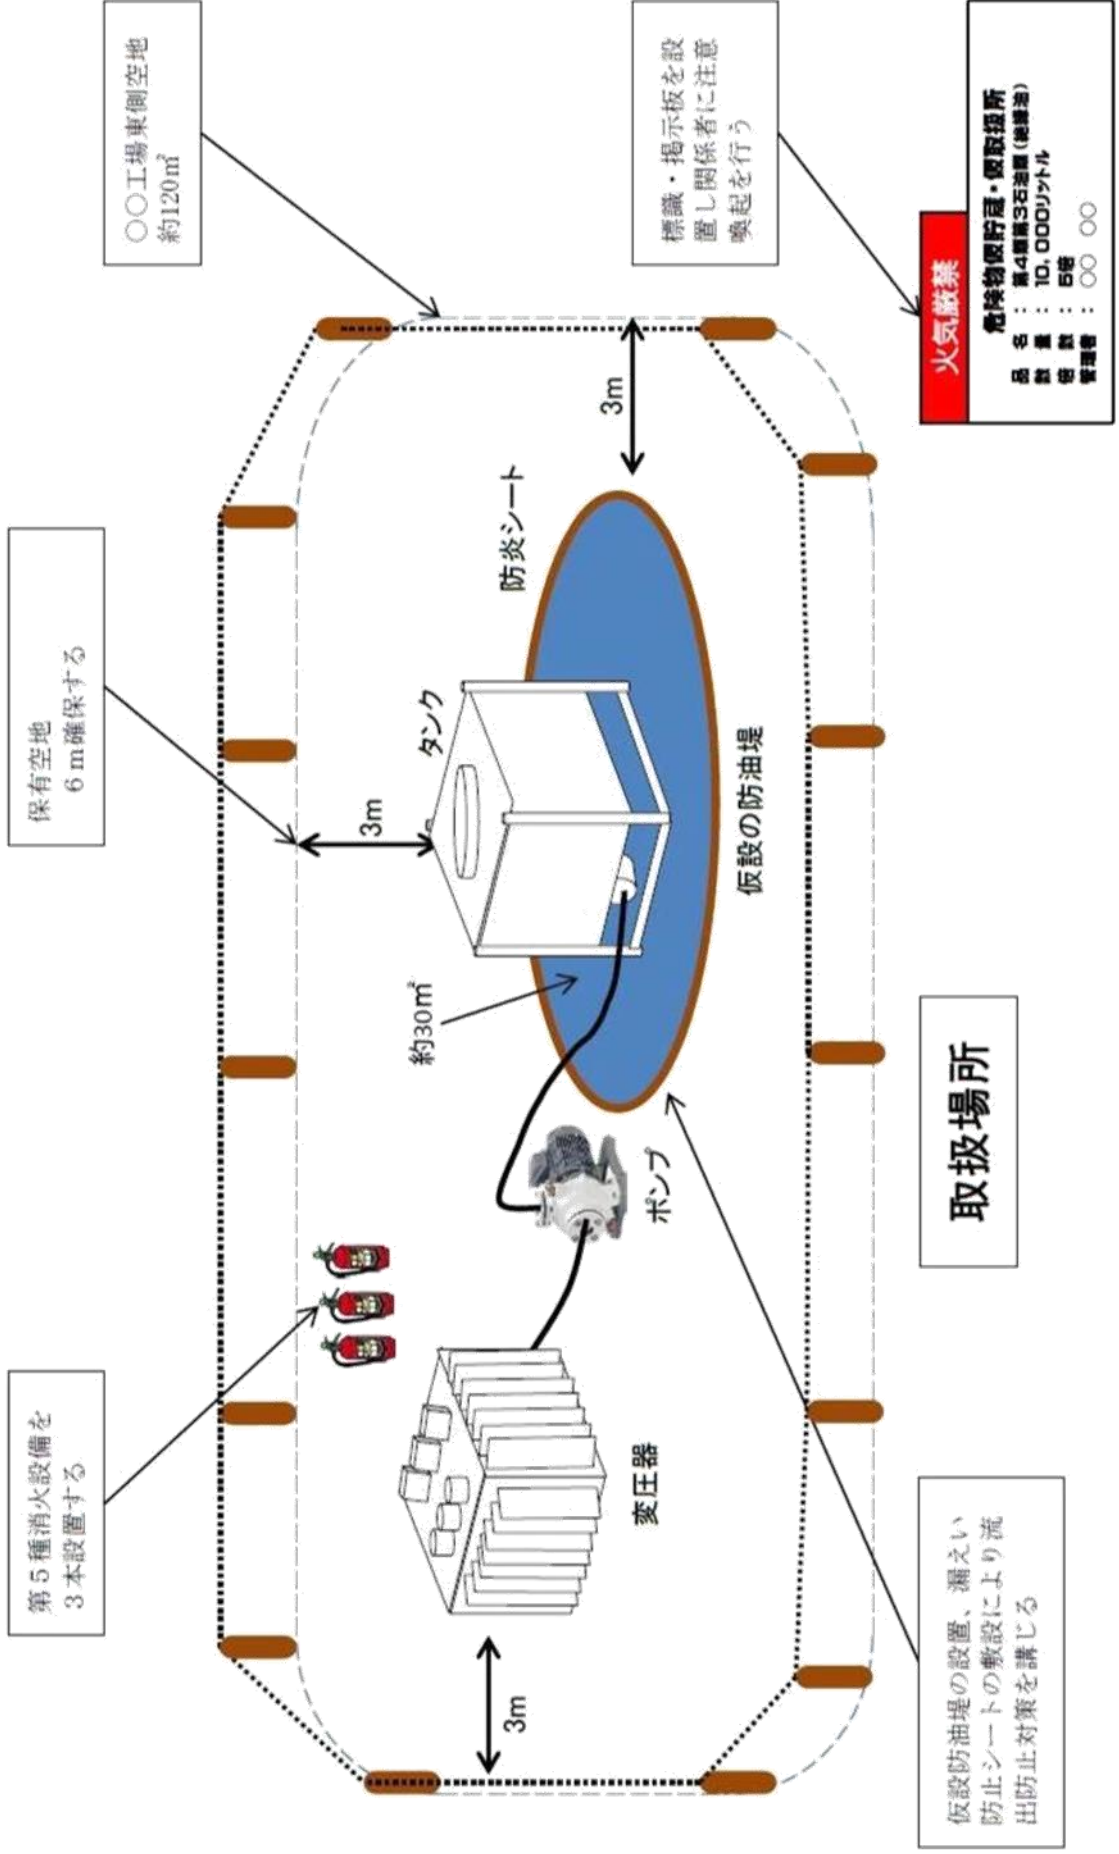 第5種消火設備を
3本設置する
保有空地
6m確保する
〇〇工場東側空地
約120㎡
3m
タンク
防炎シート
3m
3m
約30㎡
変圧器
ポンプ
仮設の防油堤
標識・掲示板を設
置し関係者に注意
喚起を行う
仮設防油堤の設置、漏えい
防止シートの敷設により流
出防止対策を講じる
取扱場所
火気厳禁
危険物仮貯蔵・仮取扱所
品名:第4類第3石油類(絶縁油)
数量:10,000リットル
倍数:5倍
管理者:〇〇 〇〇